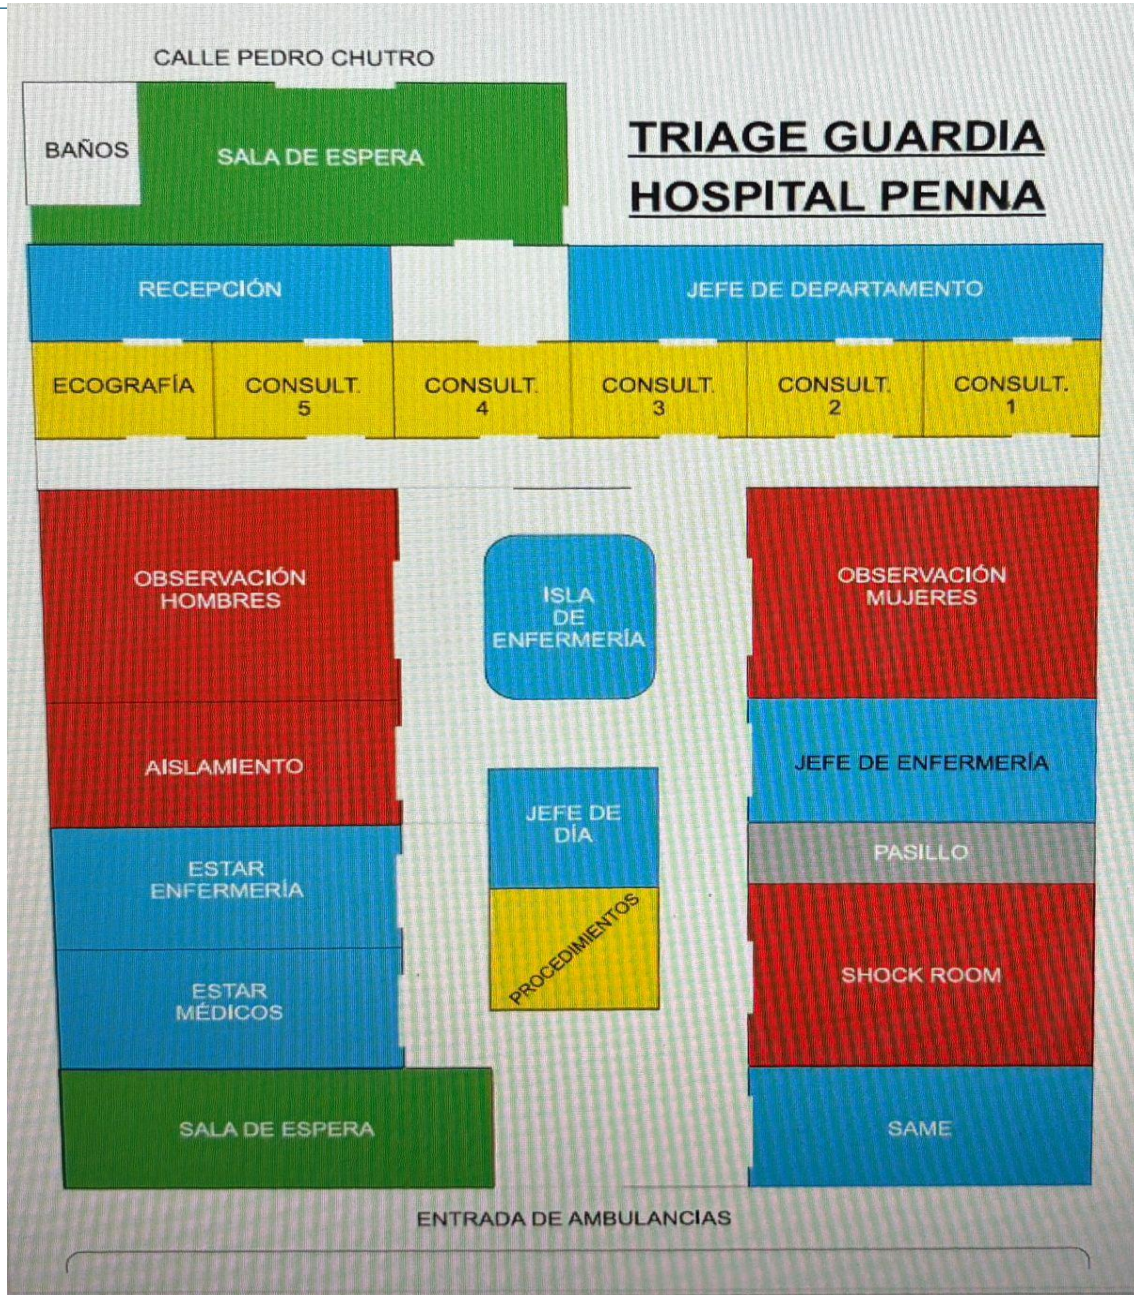 CALLE PEDRO CHUTRO
TRIAGE GUARDIA
HOSPITAL PENNA
BAÑOS
SALA DE ESPERA
RECEPCIÓN
JEFE DE DEPARTAMENTO
ECOGRAFÍA
CONSULT.
5
CONSULT.
4
CONSULT.
3
CONSULT.
2
CONSULT.
1
OBSERVACIÓN
HOMBRES
ISLA
DE
ENFERMERÍA
OBSERVACIÓN
MUJERES
AISLAMIENTO
JEFE DE ENFERMERÍA
JEFE DE
DÍA
PASILLO
ESTAR
ENFERMERÍA
PROCEDIMIENTOS
SHOCK ROOM
ESTAR
MÉDICOS
SALA DE ESPERA
SAME
ENTRADA DE AMBULANCIAS